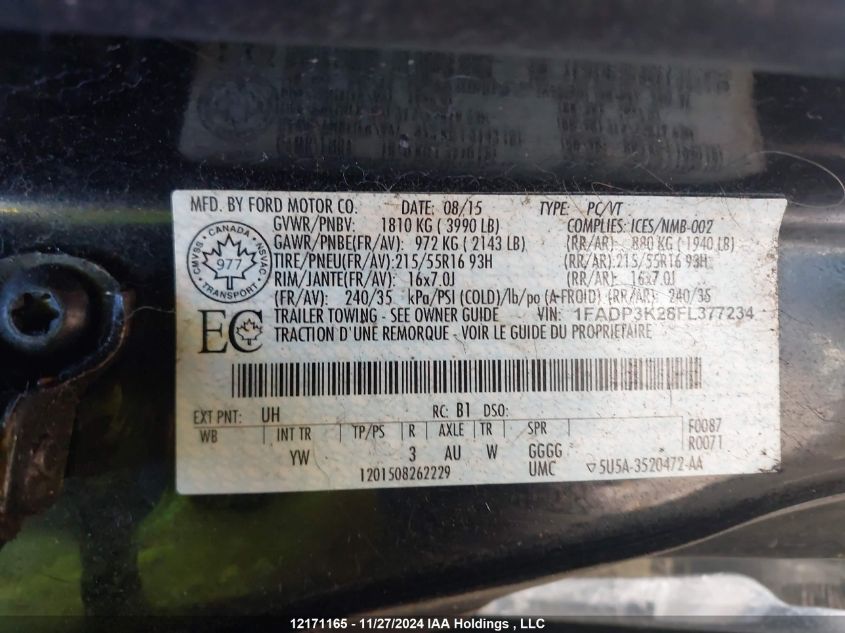 MFD. BY FORD MOTOR CO. DATE: 08/15 TYPE: PC/VT
GVWR/PNBV: 1810 KG ( 3990 LB) COMPLIES: ICES/NMB-002
GAWR/PNBE(FR/AV): 972 KG ( 2143 LB) (RR/AR): 880 KG ( 1940 LB)
TIRE/PNEU(FR/AV):215/55R16 93H (RR/AR):215/55R16 93H
RIM/JANTE(FR/AV): 16x7.0J (RR/AR): 16x7.0J
(FR/AV): 240/35 kPa/PSI (COLD)/lb/po (A-FROID) (RR/AR): 240/35
TRAILER TOWING - SEE OWNER GUIDE VIN: 1FADP3K28FL377234
TRACTION D'UNE REMORQUE - VOIR LE GUIDE DU PROPRIETAIRE
CANADA
CMVSS NSVAC
977
TRANSPORT
EC
EXT PNT: UH RC: B1 DSO:
WB INT TR TP/PS R AXLE TR SPR F0087
YW 3 AU W GGGG R0071
1201508262229 UMC ▽5U5A-3520472-AA
12171165 - 11/27/2024 IAA Holdings , LLC